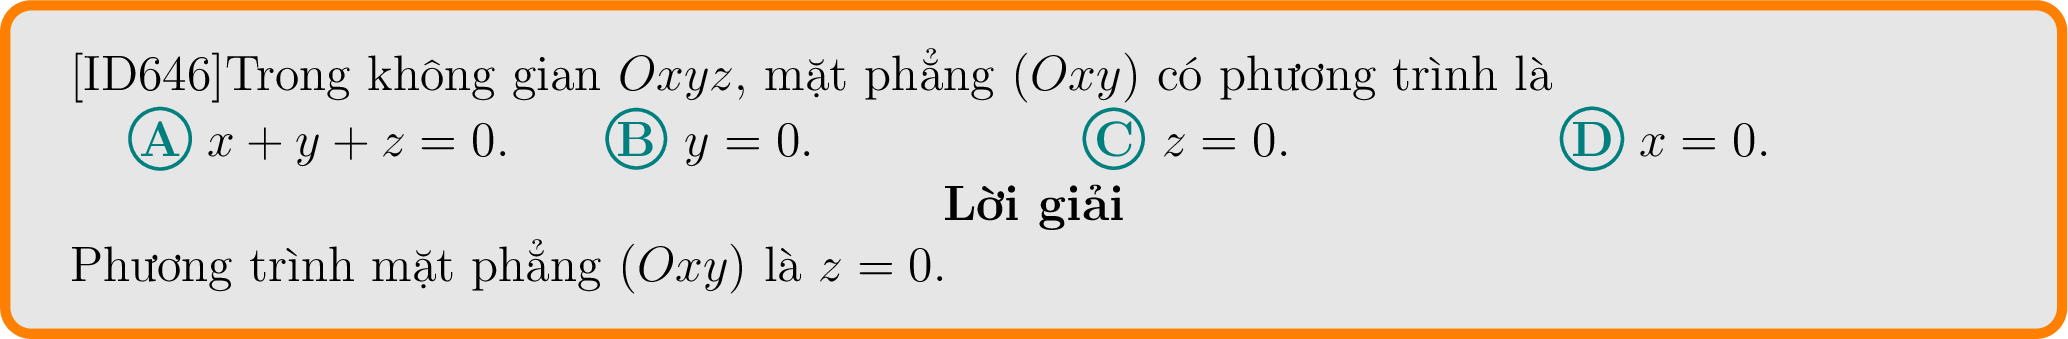 [ID646]Trong không gian Oxyz, mặt phẳng (Oxy) có phương trình là
A x + y + z = 0. B y = 0. C z = 0. D x = 0.
Lời giải
Phương trình mặt phẳng (Oxy) là z = 0.